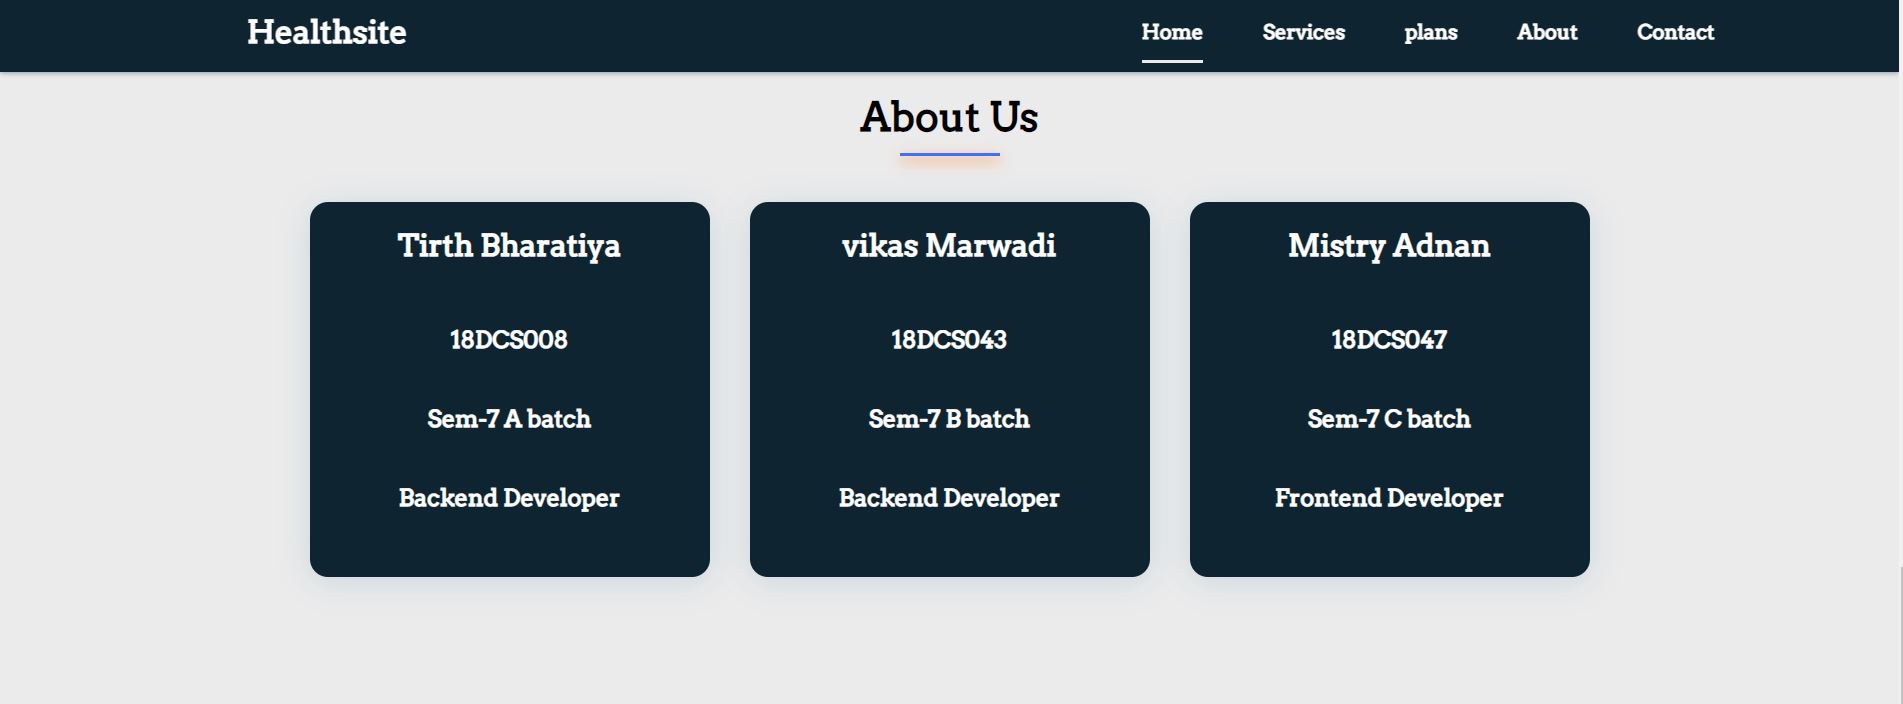 Healthsite Home Services plans About Contact
About Us
Tirth Bharatiya
18DCS008
Sem-7 A batch
Backend Developer
vikas Marwadi
18DCS043
Sem-7 B batch
Backend Developer
Mistry Adnan
18DCS047
Sem-7 C batch
Frontend Developer